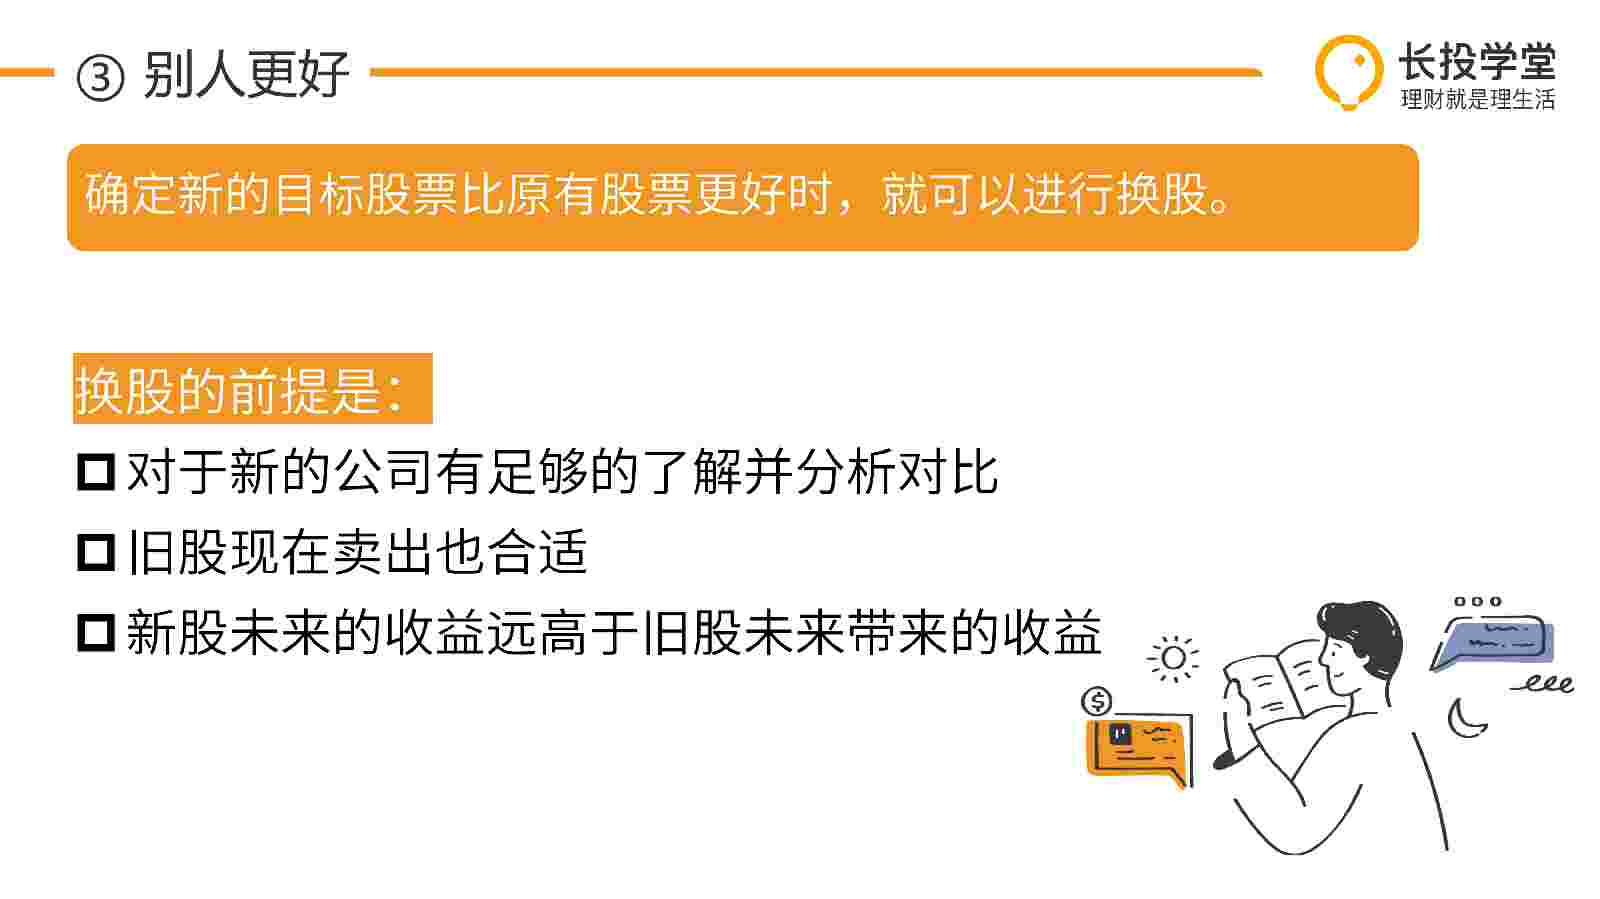 ③ 别人更好
长投学堂
理财就是理生活
确定新的目标股票比原有股票更好时，就可以进行换股。
换股的前提是：
对于新的公司有足够的了解并分析对比
旧股现在卖出也合适
新股未来的收益远高于旧股未来带来的收益
$